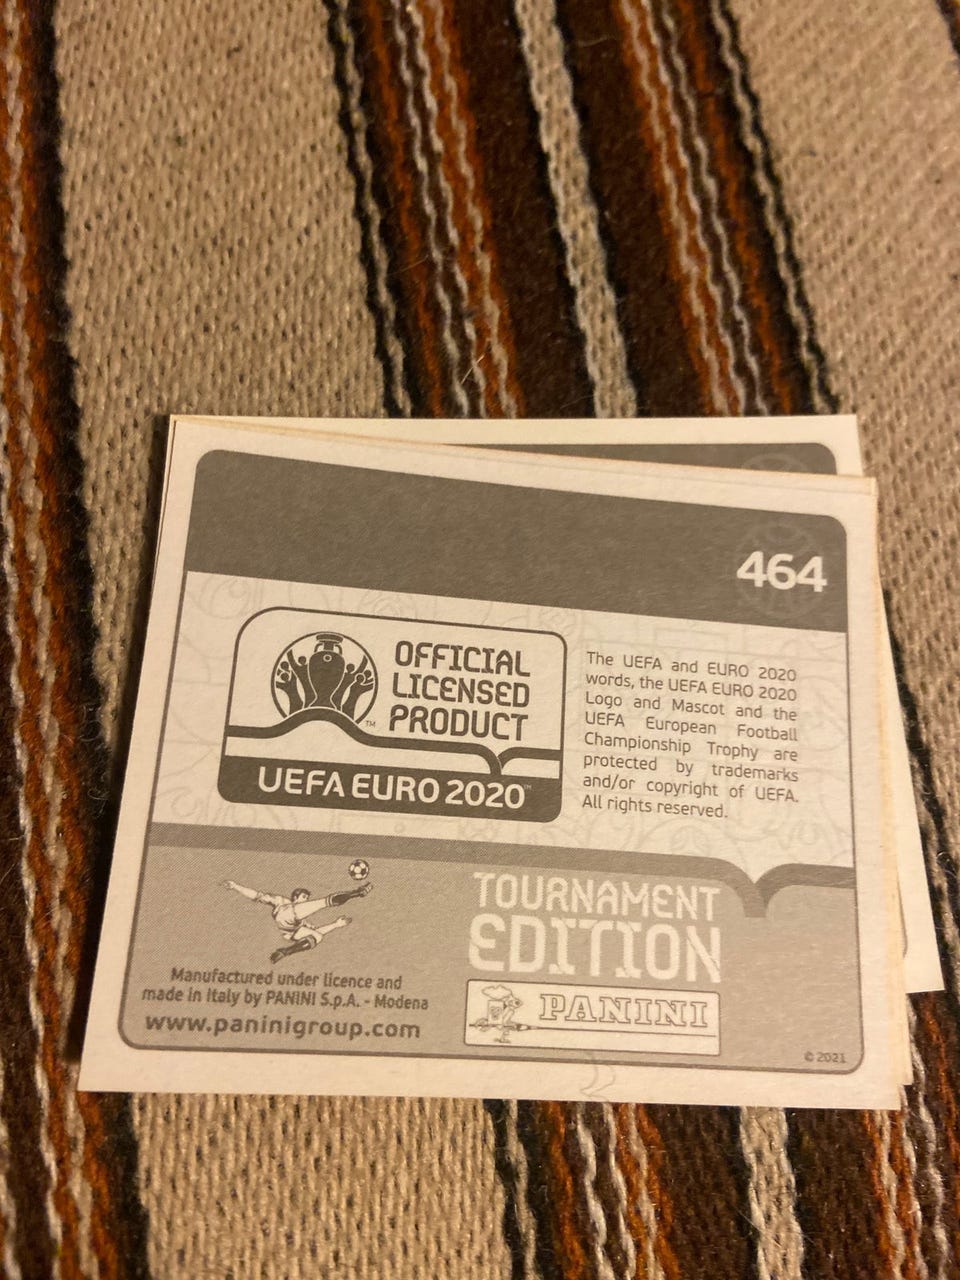 464
OFFICIAL
LICENSED
PRODUCT
™
UEFA EURO 2020™
The UEFA and EURO 2020
words, the UEFA EURO 2020
Logo and Mascot and the
UEFA European Football
Championship Trophy are
protected by trademarks
and/or copyright of UEFA.
All rights reserved.
TOURNAMENT
EDITION
Manufactured under licence and
made in Italy by PANINI S.p.A. - Modena
www.paninigroup.com
PANINI
© 2021